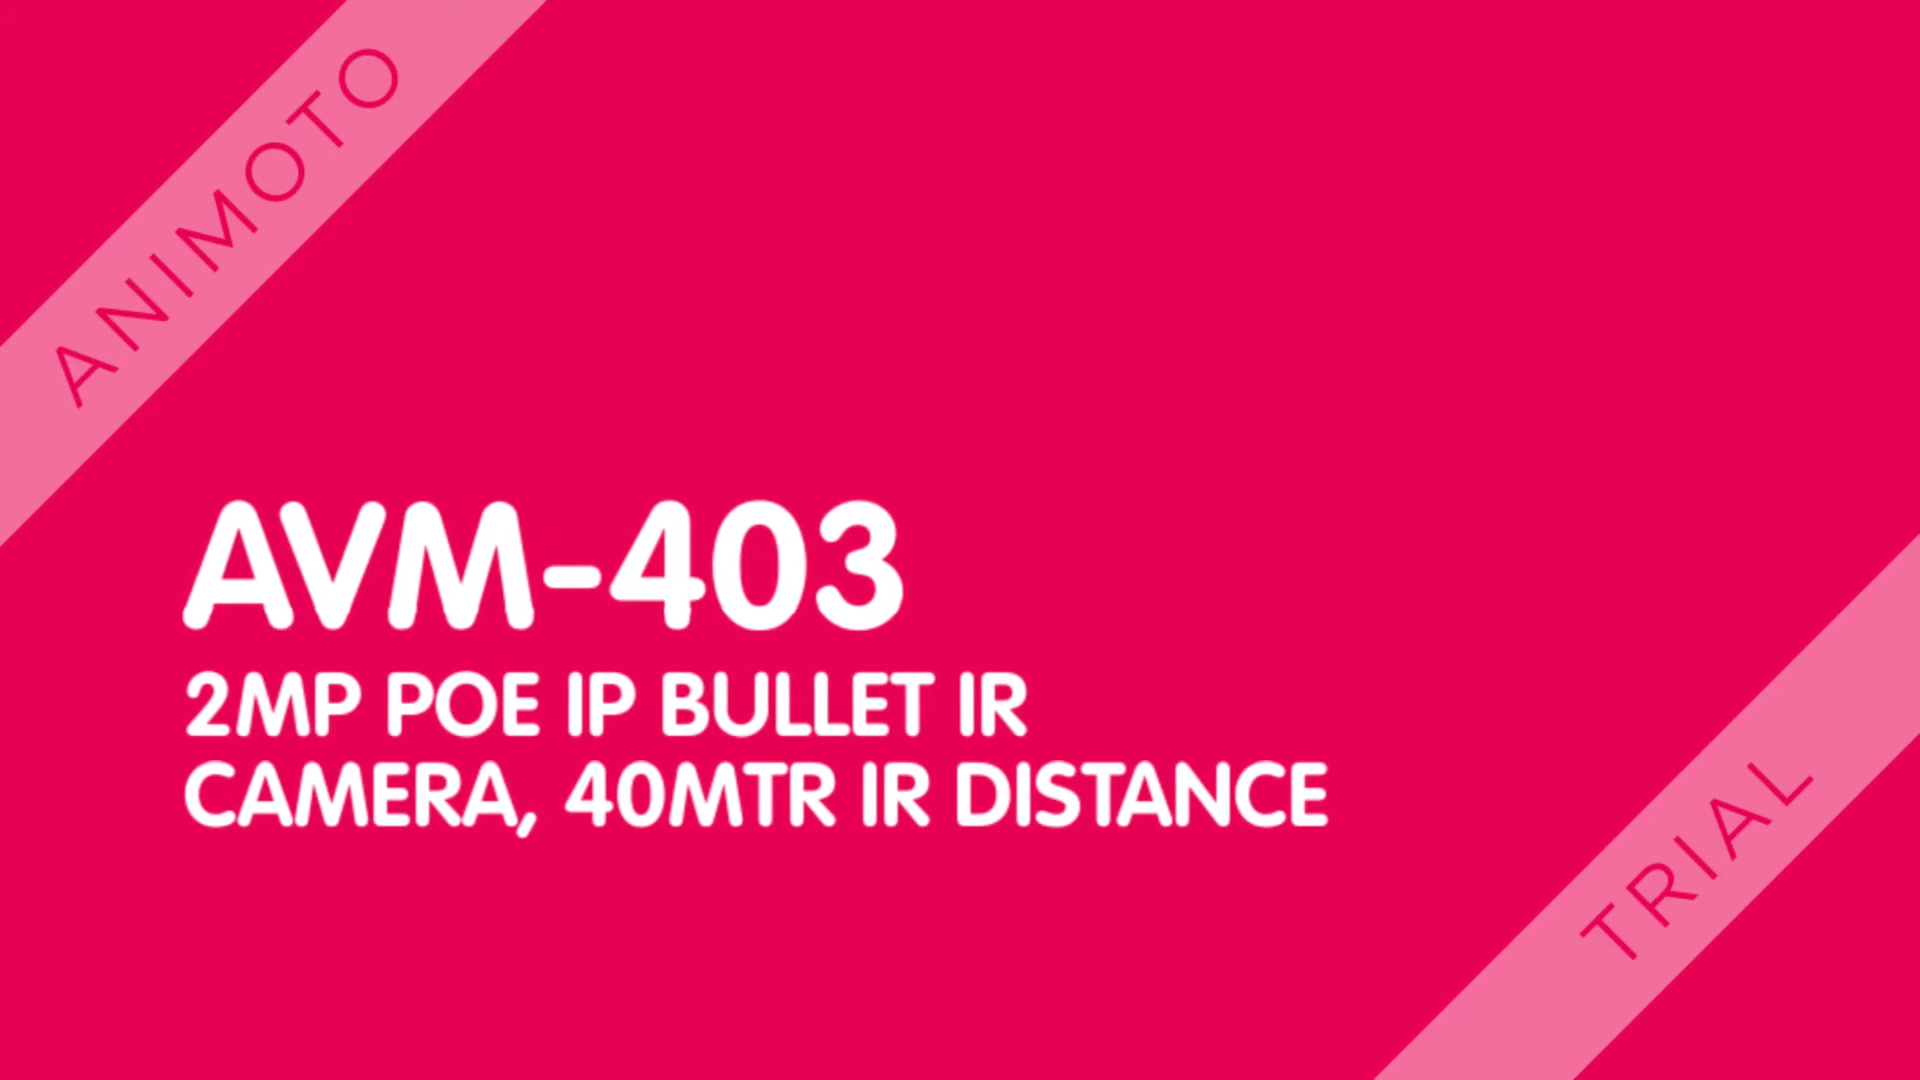 ANIMOTO
AVM-403
2MP POE IP BULLET IR
CAMERA, 40MTR IR DISTANCE
TRIAL